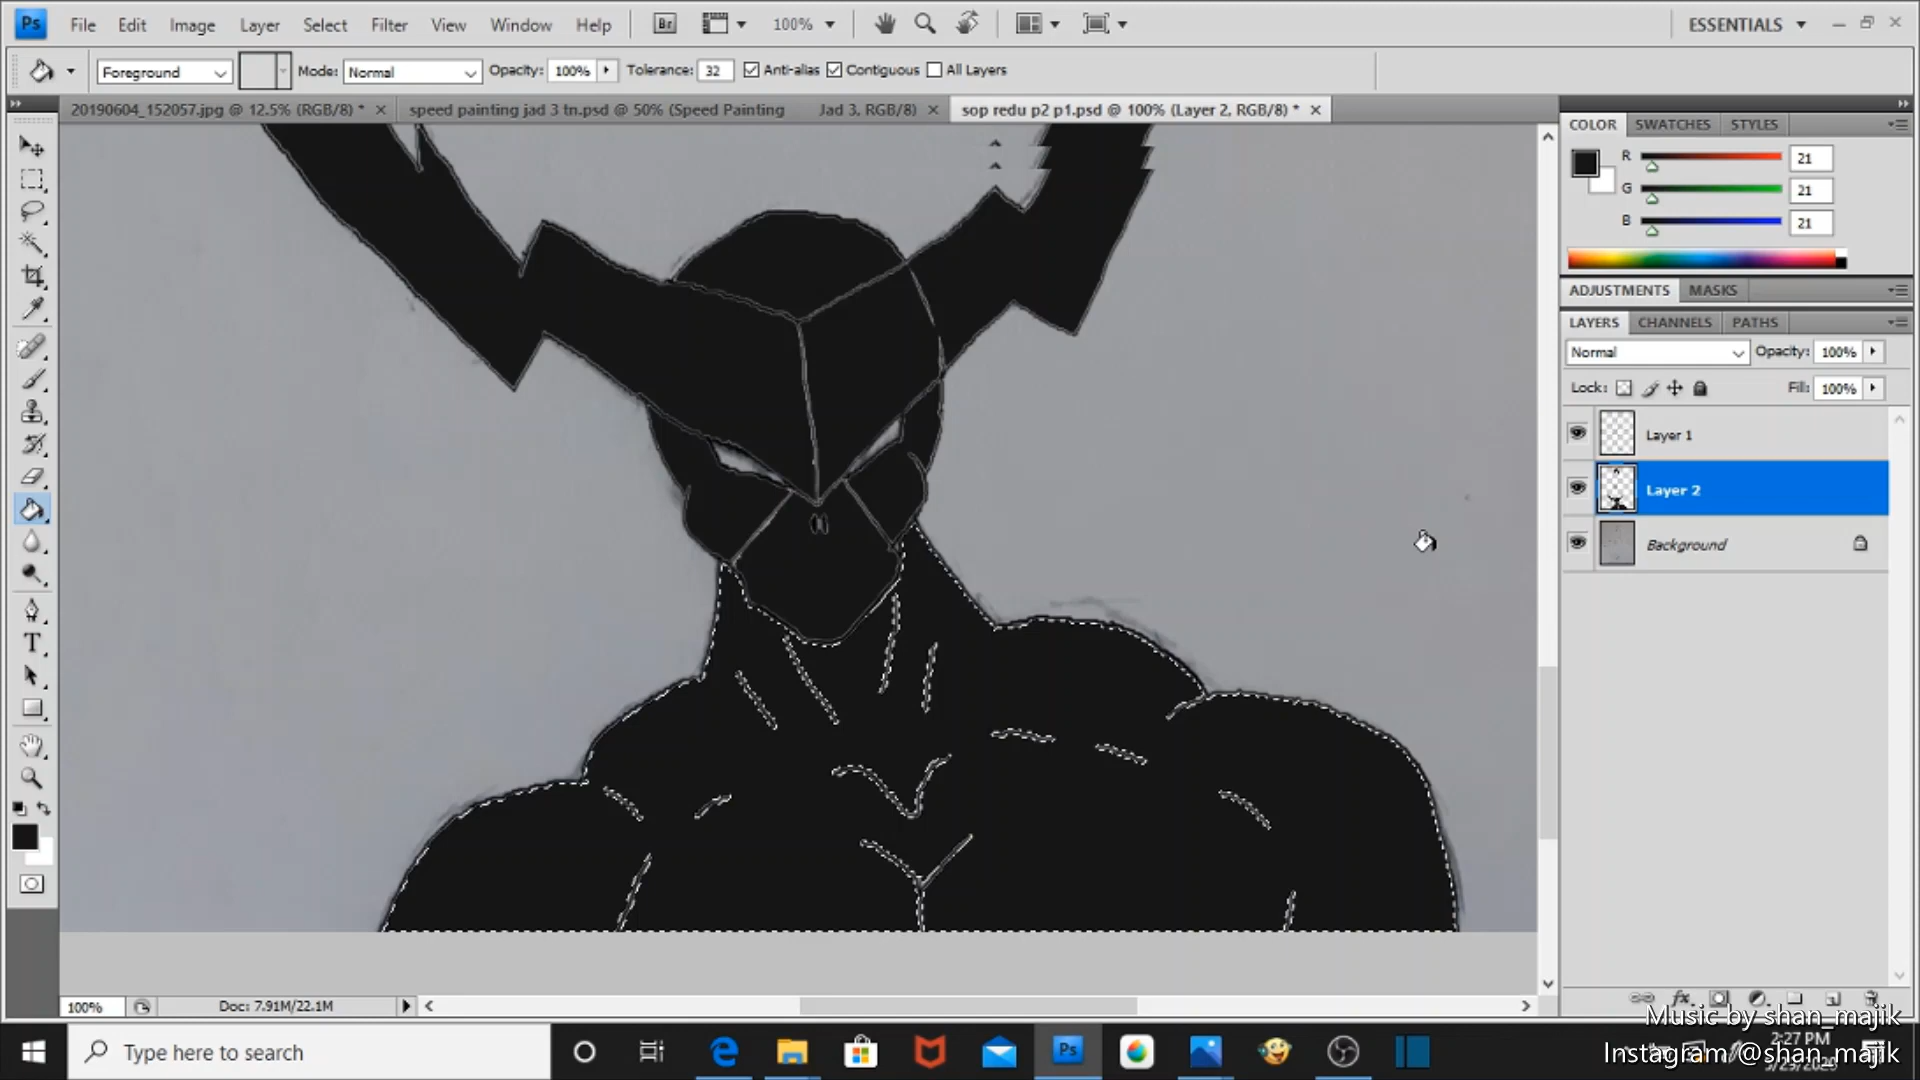 Ps File Edit Image Layer Select Filter View Window Help Br 100% ESSENTIALS
Foreground Mode: Normal Opacity: 100% Tolerance: 32 Anti-alias Contiguous All Layers
20190604_152057.jpg @ 12.5% (RGB/8) * speed painting jad 3 tn.psd @ 50% (Speed Painting Jad 3, RGB/8) sop redu p2 p1.psd @ 100% (Layer 2, RGB/8) *
COLOR SWATCHES STYLES
R 21
G 21
B 21
ADJUSTMENTS MASKS
LAYERS CHANNELS PATHS
Normal Opacity: 100%
Lock: Fill: 100%
Layer 1
Layer 2
Background
T
100% Doc: 7.91M/22.1M
fx
Music by shan_majik
Type here to search
Ps
2:27 PM
Instagram @shan_majik